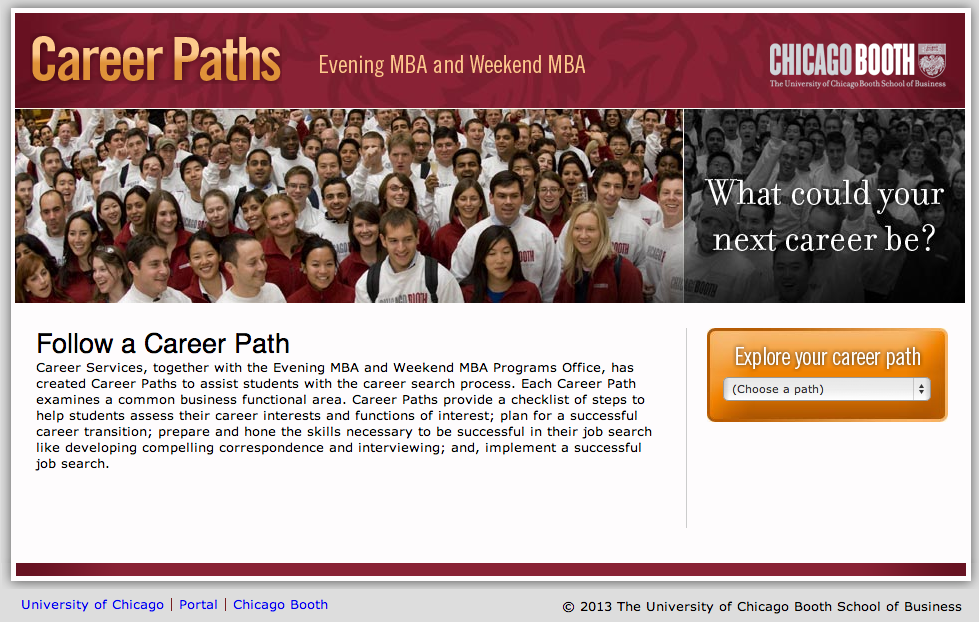 Career Paths
Evening MBA and Weekend MBA
CHICAGO BOOTH
The University of Chicago Booth School of Business
What could your
next career be?
CHICAGO BOOTH
BOOTH
Follow a Career Path
Career Services, together with the Evening MBA and Weekend MBA Programs Office, has
created Career Paths to assist students with the career search process. Each Career Path
examines a common business functional area. Career Paths provide a checklist of steps to
help students assess their career interests and functions of interest; plan for a successful
career transition; prepare and hone the skills necessary to be successful in their job search
like developing compelling correspondence and interviewing; and, implement a successful
job search.
Explore your career path
(Choose a path)
University of Chicago | Portal | Chicago Booth
© 2013 The University of Chicago Booth School of Business